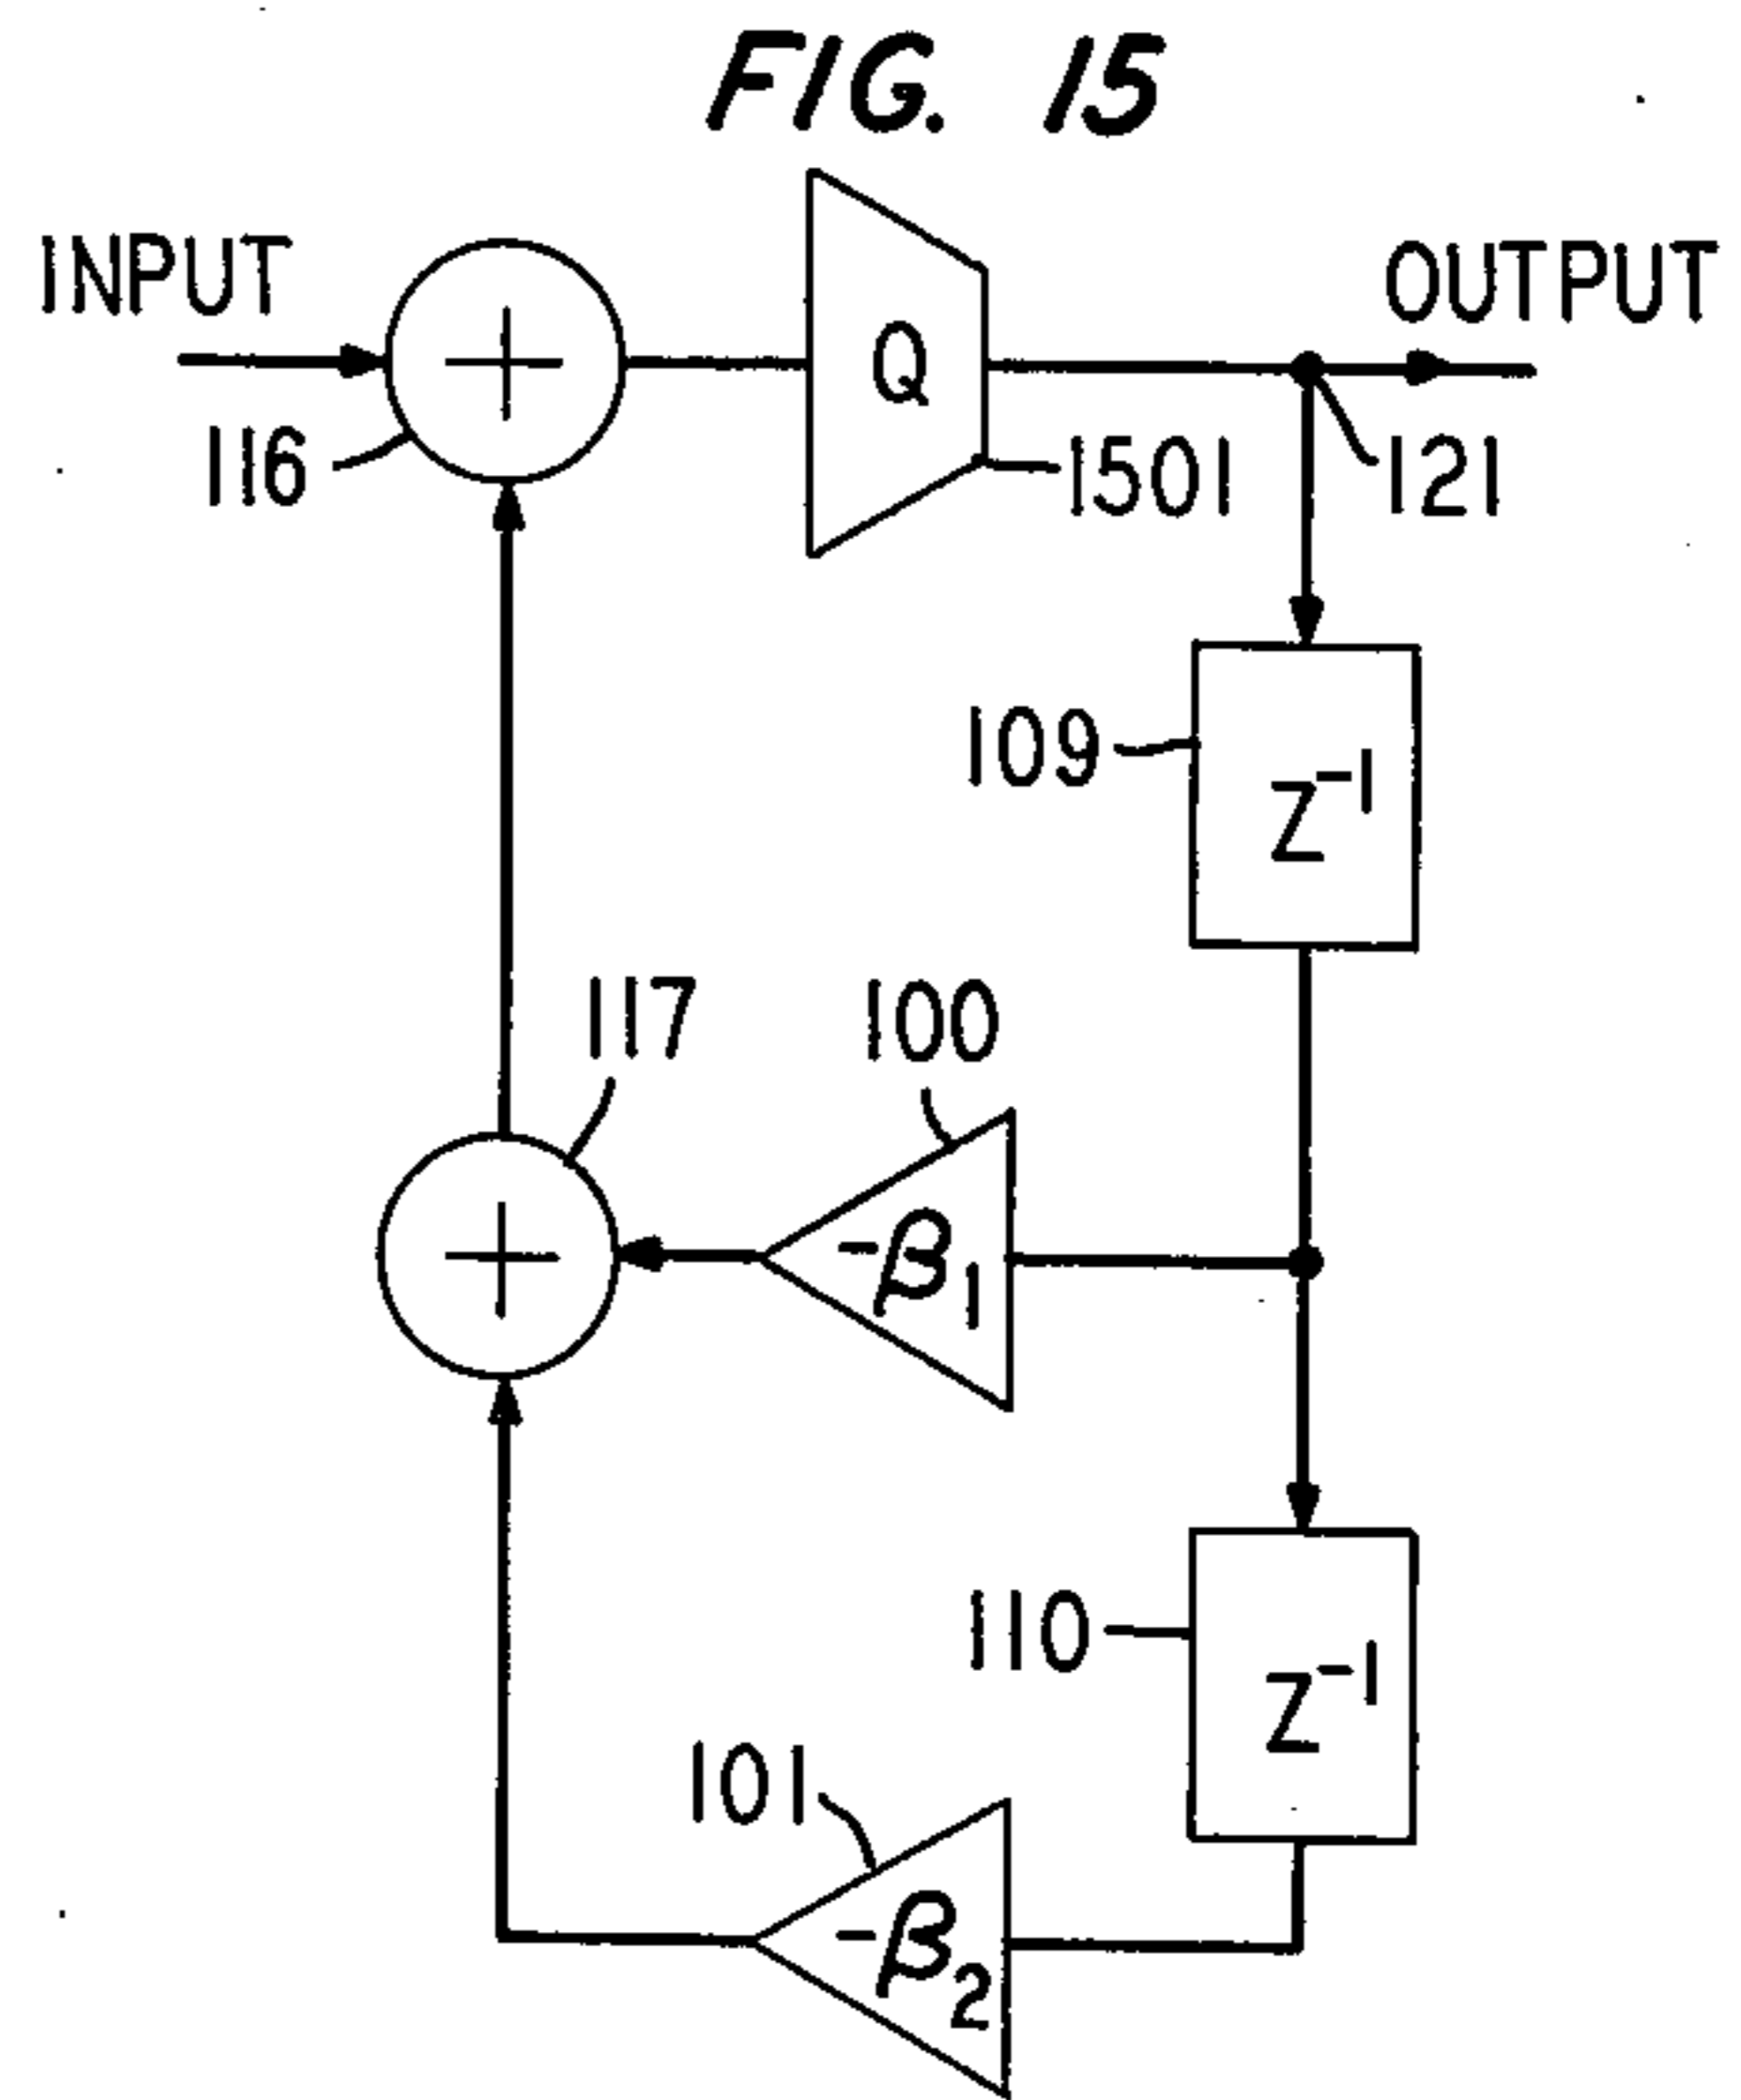 FIG. 15
INPUT
OUTPUT
Q
116
1501
121
109
Z⁻¹
117
100
-β₁
110
Z⁻¹
101
-β₂